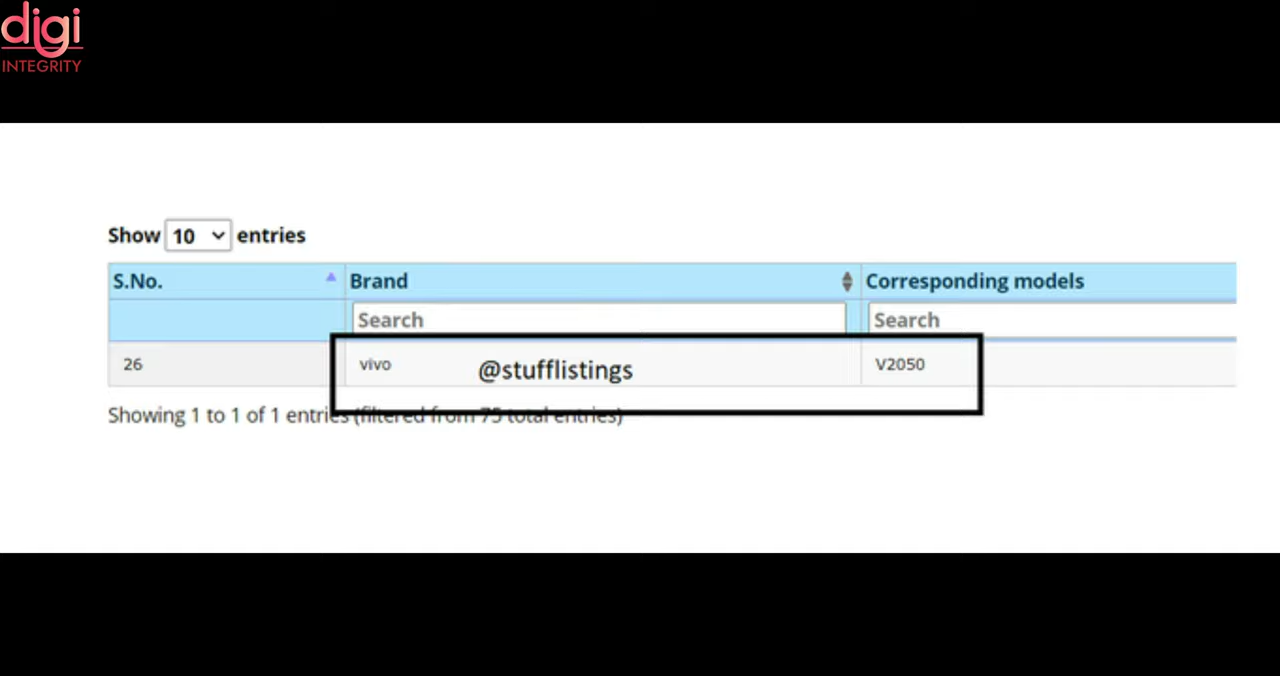 digi
INTEGRITY
Show 10 entries
S.No. Brand Corresponding models
Search Search
26 vivo @stufflistings V2050
Showing 1 to 1 of 1 entries (filtered from 75 total entries)